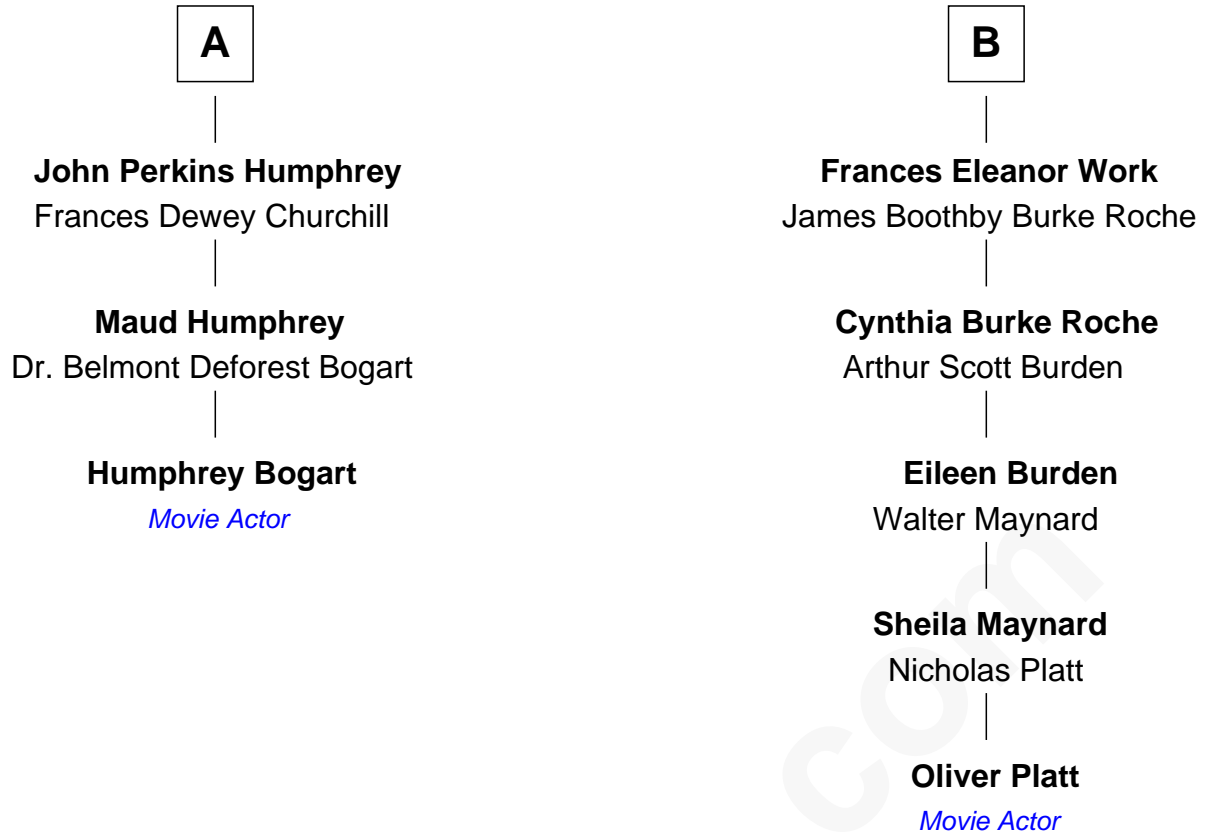 A
John Perkins Humphrey
Frances Dewey Churchill
Maud Humphrey
Dr. Belmont Deforest Bogart
Humphrey Bogart
Movie Actor
B
Frances Eleanor Work
James Boothby Burke Roche
Cynthia Burke Roche
Arthur Scott Burden
Eileen Burden
Walter Maynard
Sheila Maynard
Nicholas Platt
Oliver Platt
Movie Actor
com